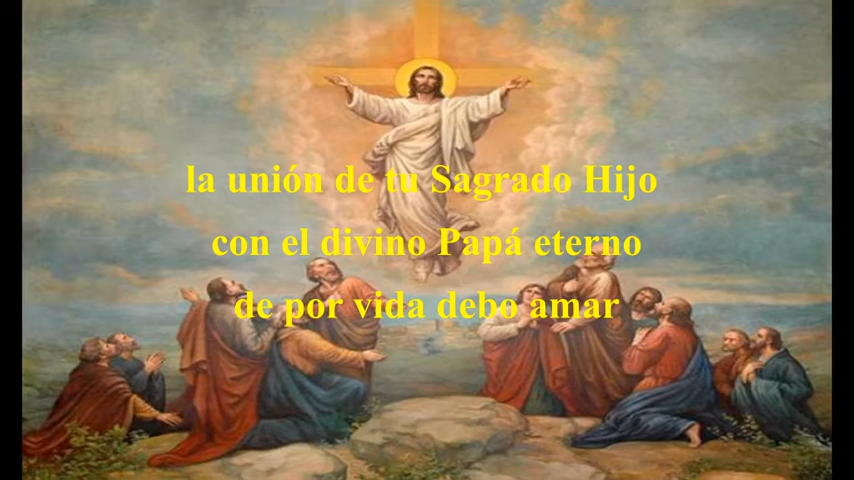 la unión de tu Sagrado Hijo
con el divino Papá eterno
de por vida debo amar